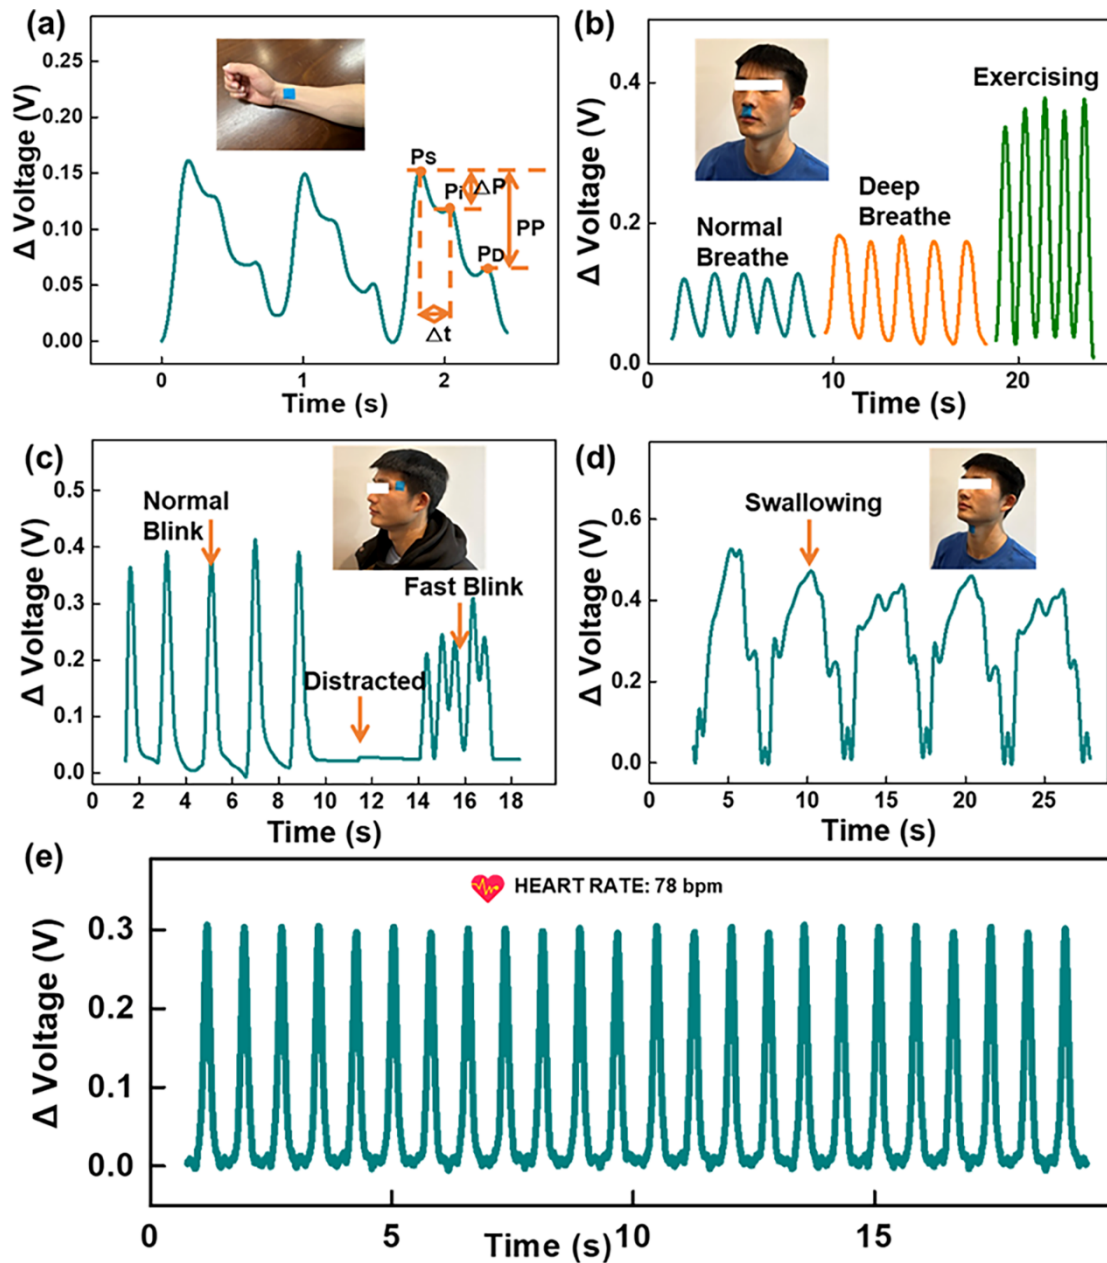 (a)
Δ Voltage (V)
0.25
0.20
0.15
0.10
0.05
0.00
Ps
Pi
△P
PP
PD
△t
0
1
2
Time (s)
(b)
Δ Voltage (V)
0.4
0.2
0.0
Normal
Breathe
Deep
Breathe
Exercising
10
20
Time (s)
(c)
Δ Voltage (V)
0.5
0.4
0.3
0.2
0.1
0.0
Normal
Blink
Distracted
Fast Blink
0 2 4 6 8 10 12 14 16 18
Time (s)
(d)
Δ Voltage (V)
0.6
0.4
0.2
0.0
Swallowing
0 5 10 15 20 25
Time (s)
(e)
HEART RATE: 78 bpm
Δ Voltage (V)
0.3
0.2
0.1
0.0
0 5 10 15
Time (s)